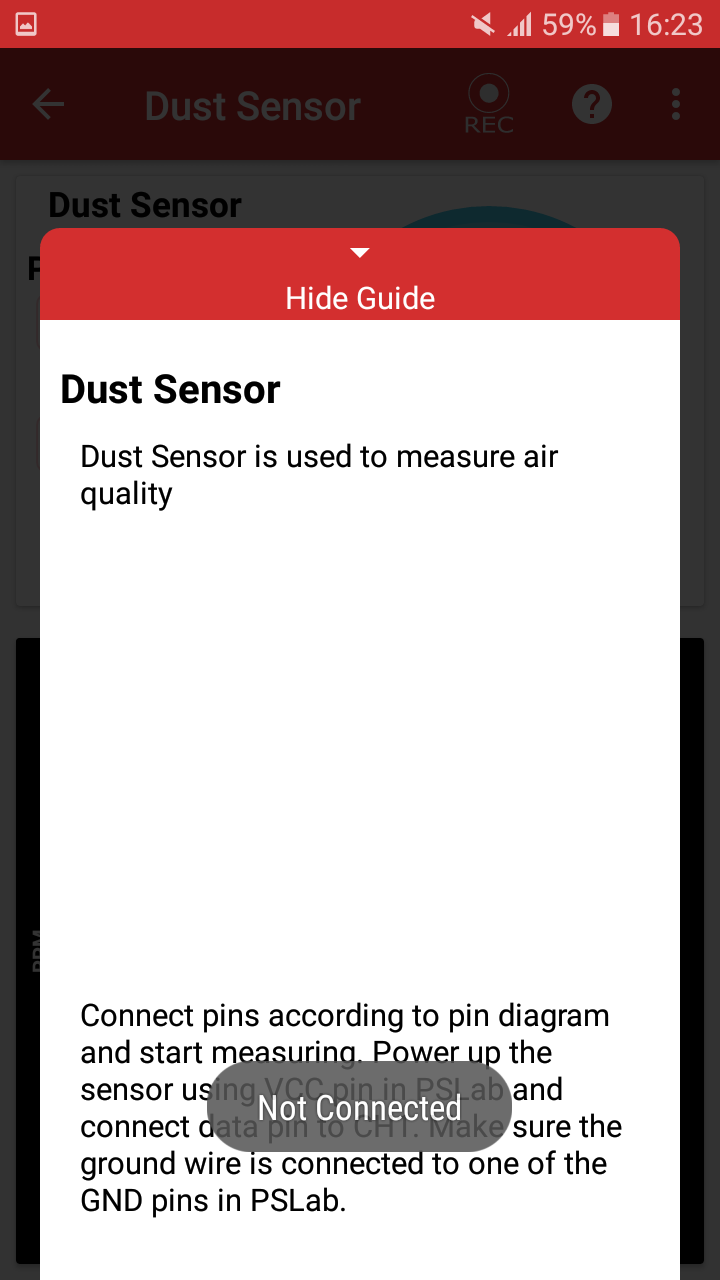 59% 16:23
Dust Sensor
REC
Dust Sensor
Hide Guide
Dust Sensor
Dust Sensor is used to measure air
quality
PPM
Connect pins according to pin diagram
and start measuring. Power up the
sensor using VCC pin in PSLab and
connect data pin to CH1. Make sure the
ground wire is connected to one of the
GND pins in PSLab.
Not Connected